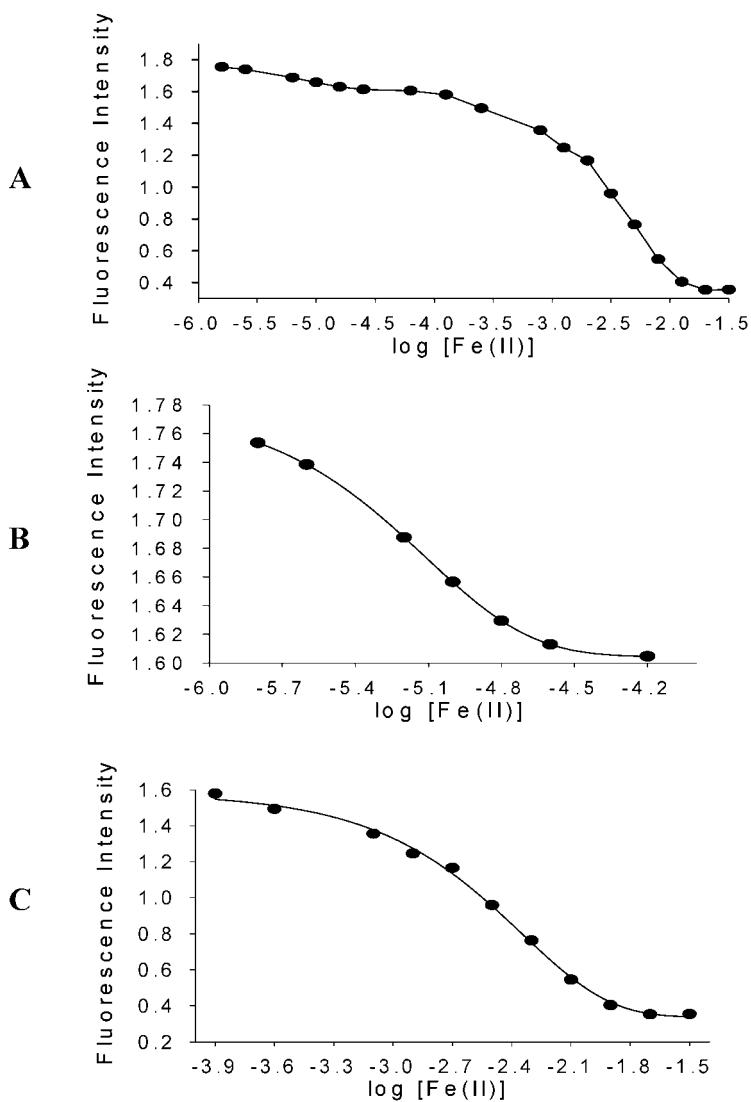 A
Fluorescence Intensity
1.8
1.6
1.4
1.2
1.0
0.8
0.6
0.4
-6.0 -5.5 -5.0 -4.5 -4.0 -3.5 -3.0 -2.5 -2.0 -1.5
log [Fe(II)]
B
Fluorescence Intensity
1.78
1.76
1.74
1.72
1.70
1.68
1.66
1.64
1.62
1.60
-6.0 -5.7 -5.4 -5.1 -4.8 -4.5 -4.2
log [Fe(II)]
C
Fluorescence Intensity
1.6
1.4
1.2
1.0
0.8
0.6
0.4
0.2
-3.9 -3.6 -3.3 -3.0 -2.7 -2.4 -2.1 -1.8 -1.5
log [Fe(II)]